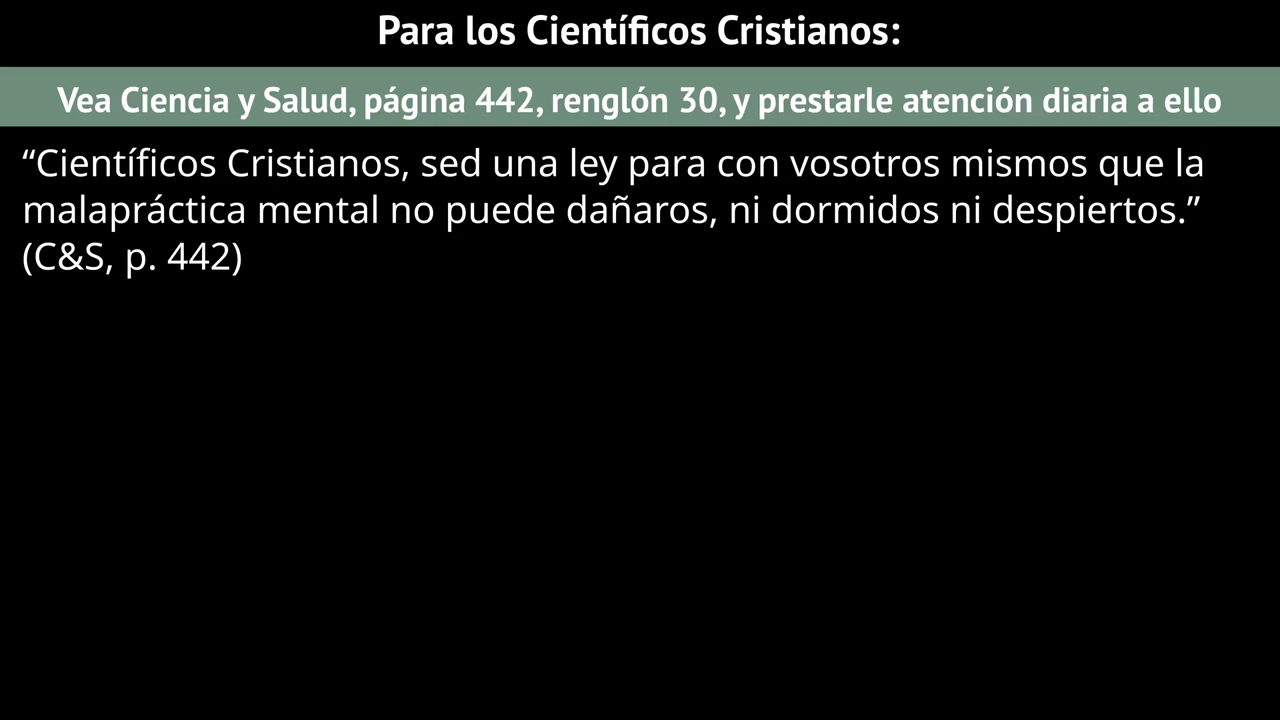 Para los Científicos Cristianos:
Vea Ciencia y Salud, página 442, renglón 30, y prestarle atención diaria a ello
“Científicos Cristianos, sed una ley para con vosotros mismos que la
malapráctica mental no puede dañaros, ni dormidos ni despiertos.”
(C&S, p. 442)